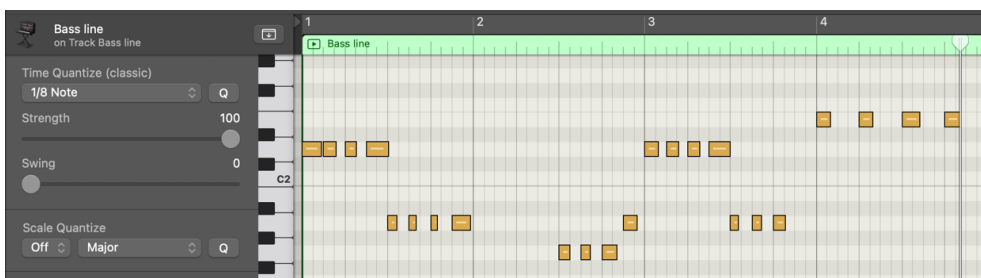 Bass line
on Track Bass line
1 2 3 4
Bass line
Time Quantize (classic)
1/8 Note Q
Strength 100
Swing 0
C2
Scale Quantize
Off Major Q